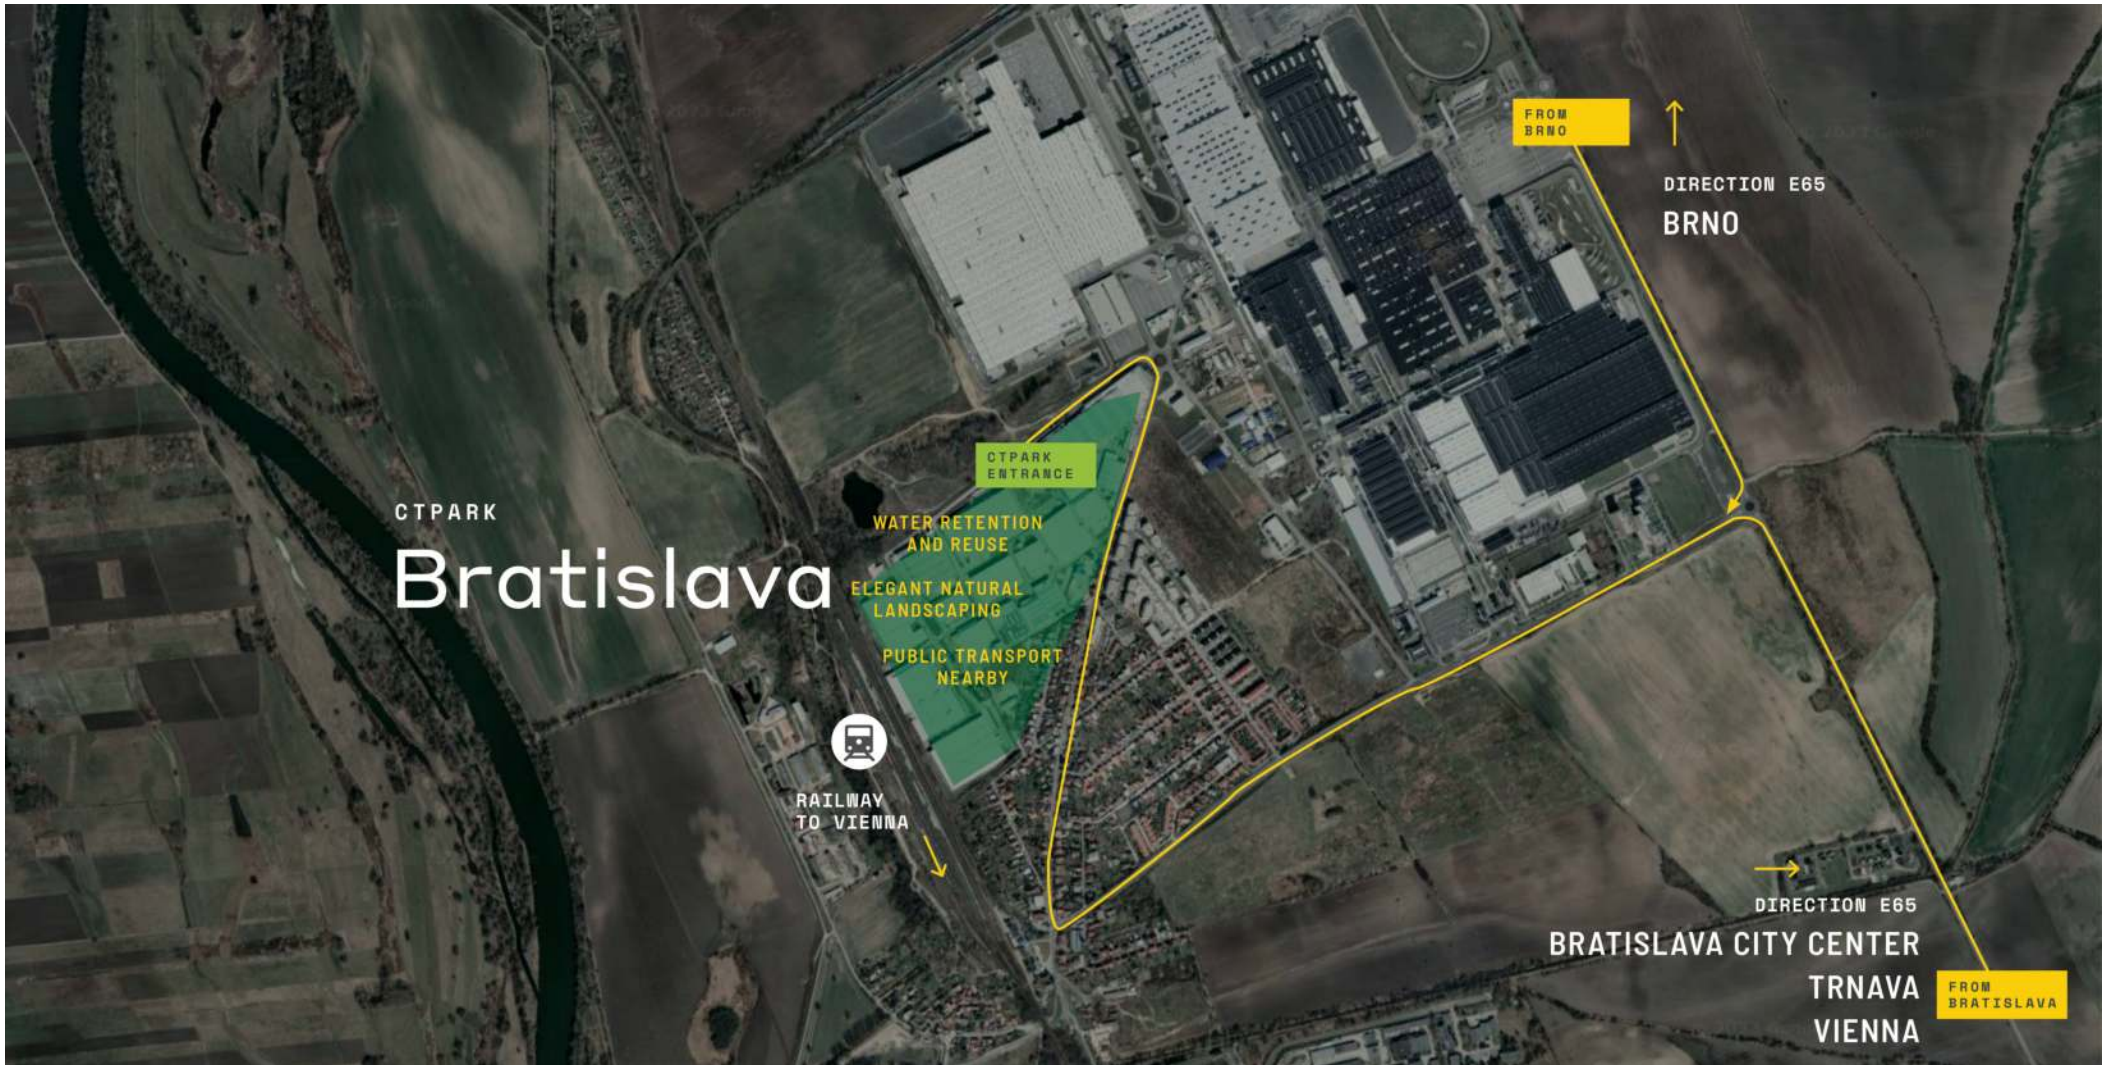 FROM
BRNO
DIRECTION E65
BRNO
CTPARK
ENTRANCE
CTPARK
Bratislava
WATER RETENTION
AND REUSE
ELEGANT NATURAL
LANDSCAPING
PUBLIC TRANSPORT
NEARBY
RAILWAY
TO VIENNA
DIRECTION E65
BRATISLAVA CITY CENTER
TRNAVA
VIENNA
FROM
BRATISLAVA